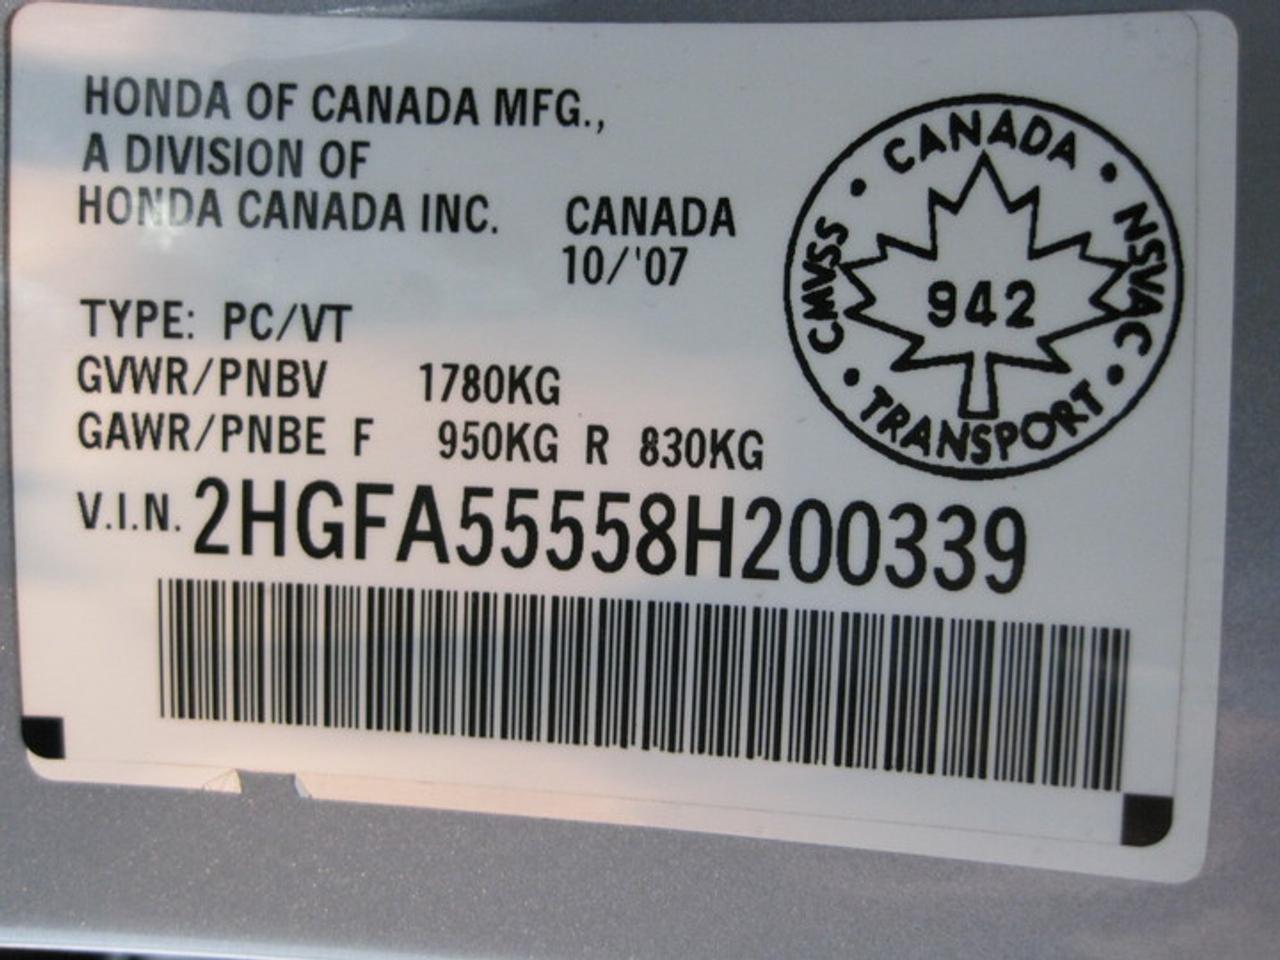 HONDA OF CANADA MFG.,
A DIVISION OF
HONDA CANADA INC. CANADA
10/'07
TYPE: PC/VT
GVWR/PNBV 1780KG
GAWR/PNBE F 950KG R 830KG
V.I.N. 2HGFA55558H200339
CANADA
NSVAC
TRANSPORT
CMVSS
942